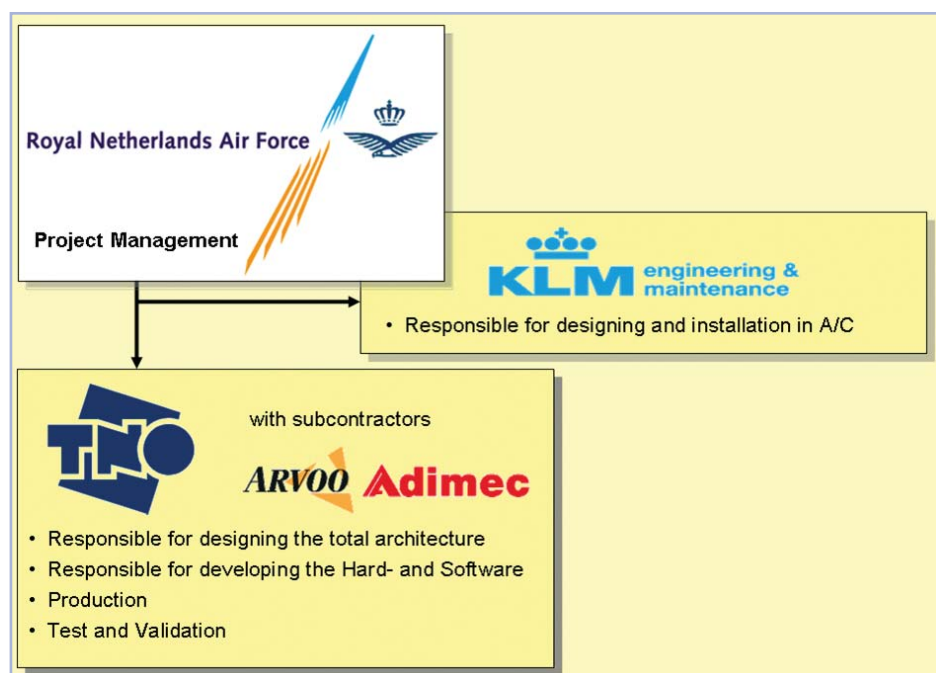 Royal Netherlands Air Force
Project Management
KLM engineering &
maintenance
• Responsible for designing and installation in A/C
TNO
with subcontractors
ARVOO Adimec
• Responsible for designing the total architecture
• Responsible for developing the Hard- and Software
• Production
• Test and Validation